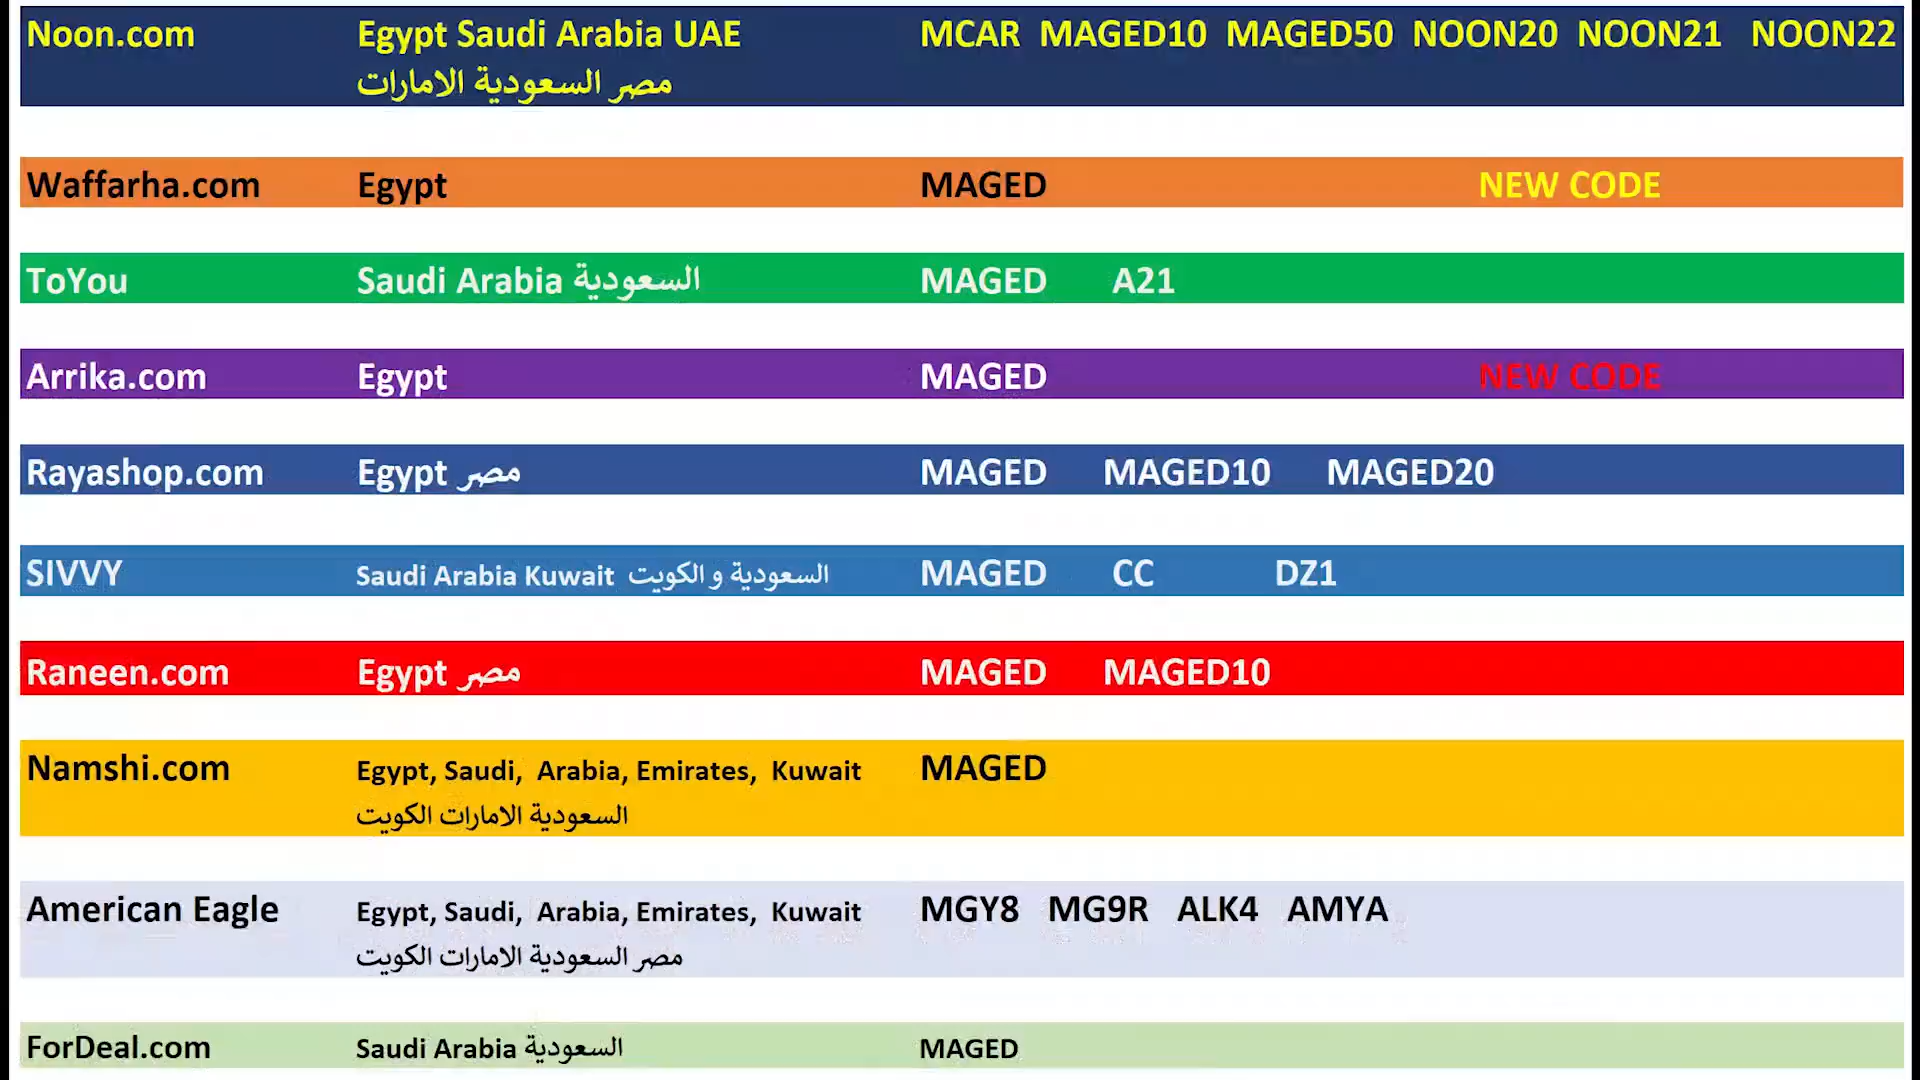 Noon.com Egypt Saudi Arabia UAE MCAR MAGED10 MAGED50 NOON20 NOON21 NOON22
مصر السعودية الامارات
Waffarha.com Egypt MAGED NEW CODE
ToYou Saudi Arabia السعودية MAGED A21
Arrika.com Egypt MAGED NEW CODE
Rayashop.com Egypt مصر MAGED MAGED10 MAGED20
SIVVY Saudi Arabia Kuwait السعودية و الكويت MAGED CC DZ1
Raneen.com Egypt مصر MAGED MAGED10
Namshi.com Egypt, Saudi, Arabia, Emirates, Kuwait MAGED
السعودية الامارات الكويت
American Eagle Egypt, Saudi, Arabia, Emirates, Kuwait MGY8 MG9R ALK4 AMYA
مصر السعودية الامارات الكويت
ForDeal.com Saudi Arabia السعودية MAGED